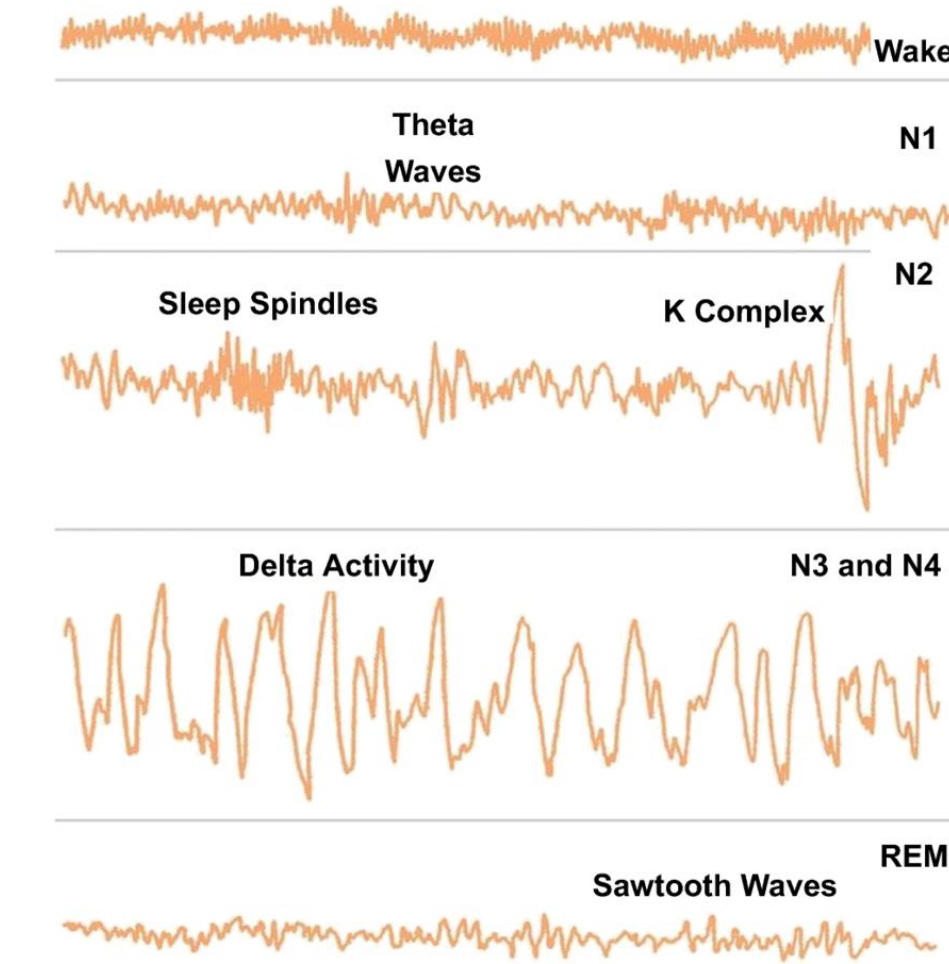 Wake
Theta
Waves
N1
N2
Sleep Spindles
K Complex
Delta Activity
N3 and N4
REM
Sawtooth Waves